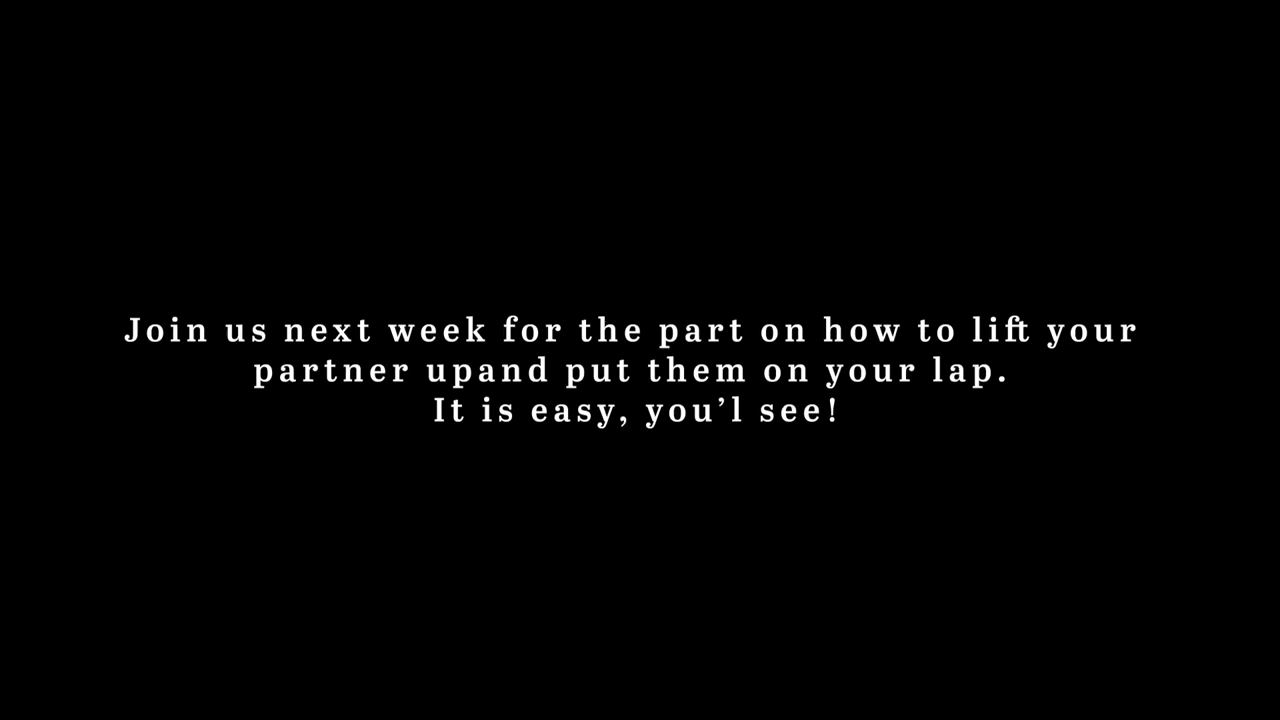 Join us next week for the part on how to lift your
partner upand put them on your lap.
It is easy, you’l see!